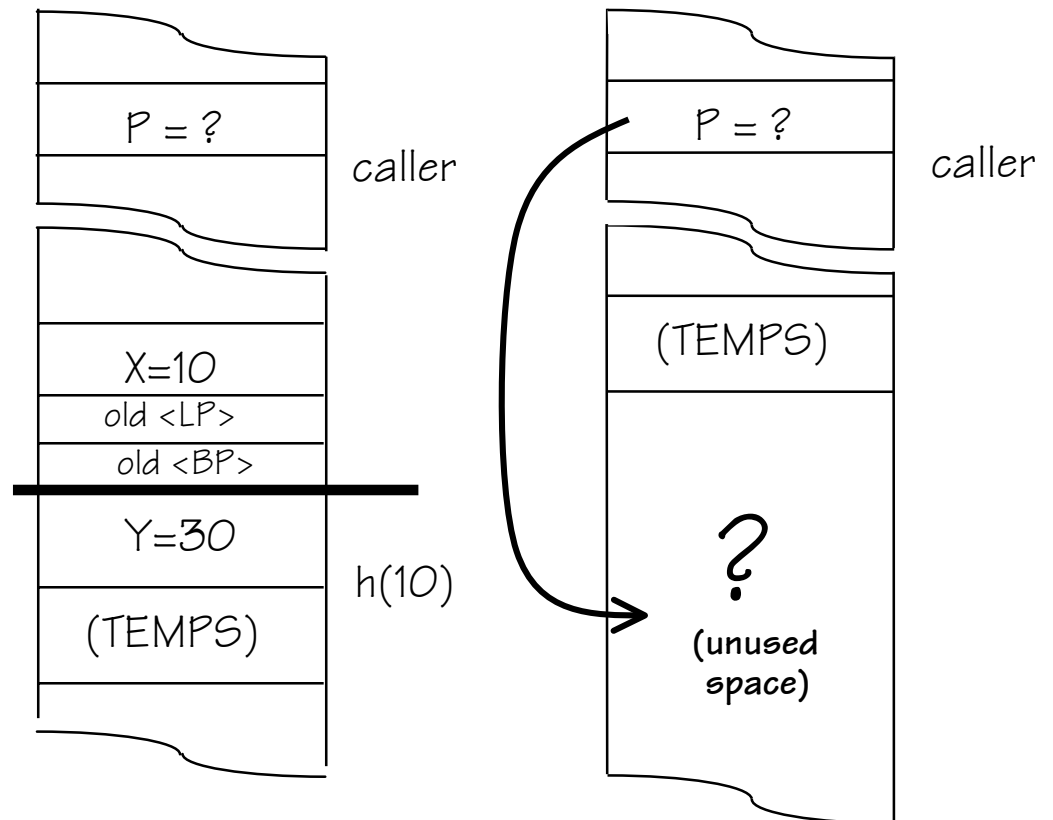 P = ?
caller
X=10
old <LP>
old <BP>
Y=30
h(10)
(TEMPS)
P = ?
caller
(TEMPS)
?
(unused
space)